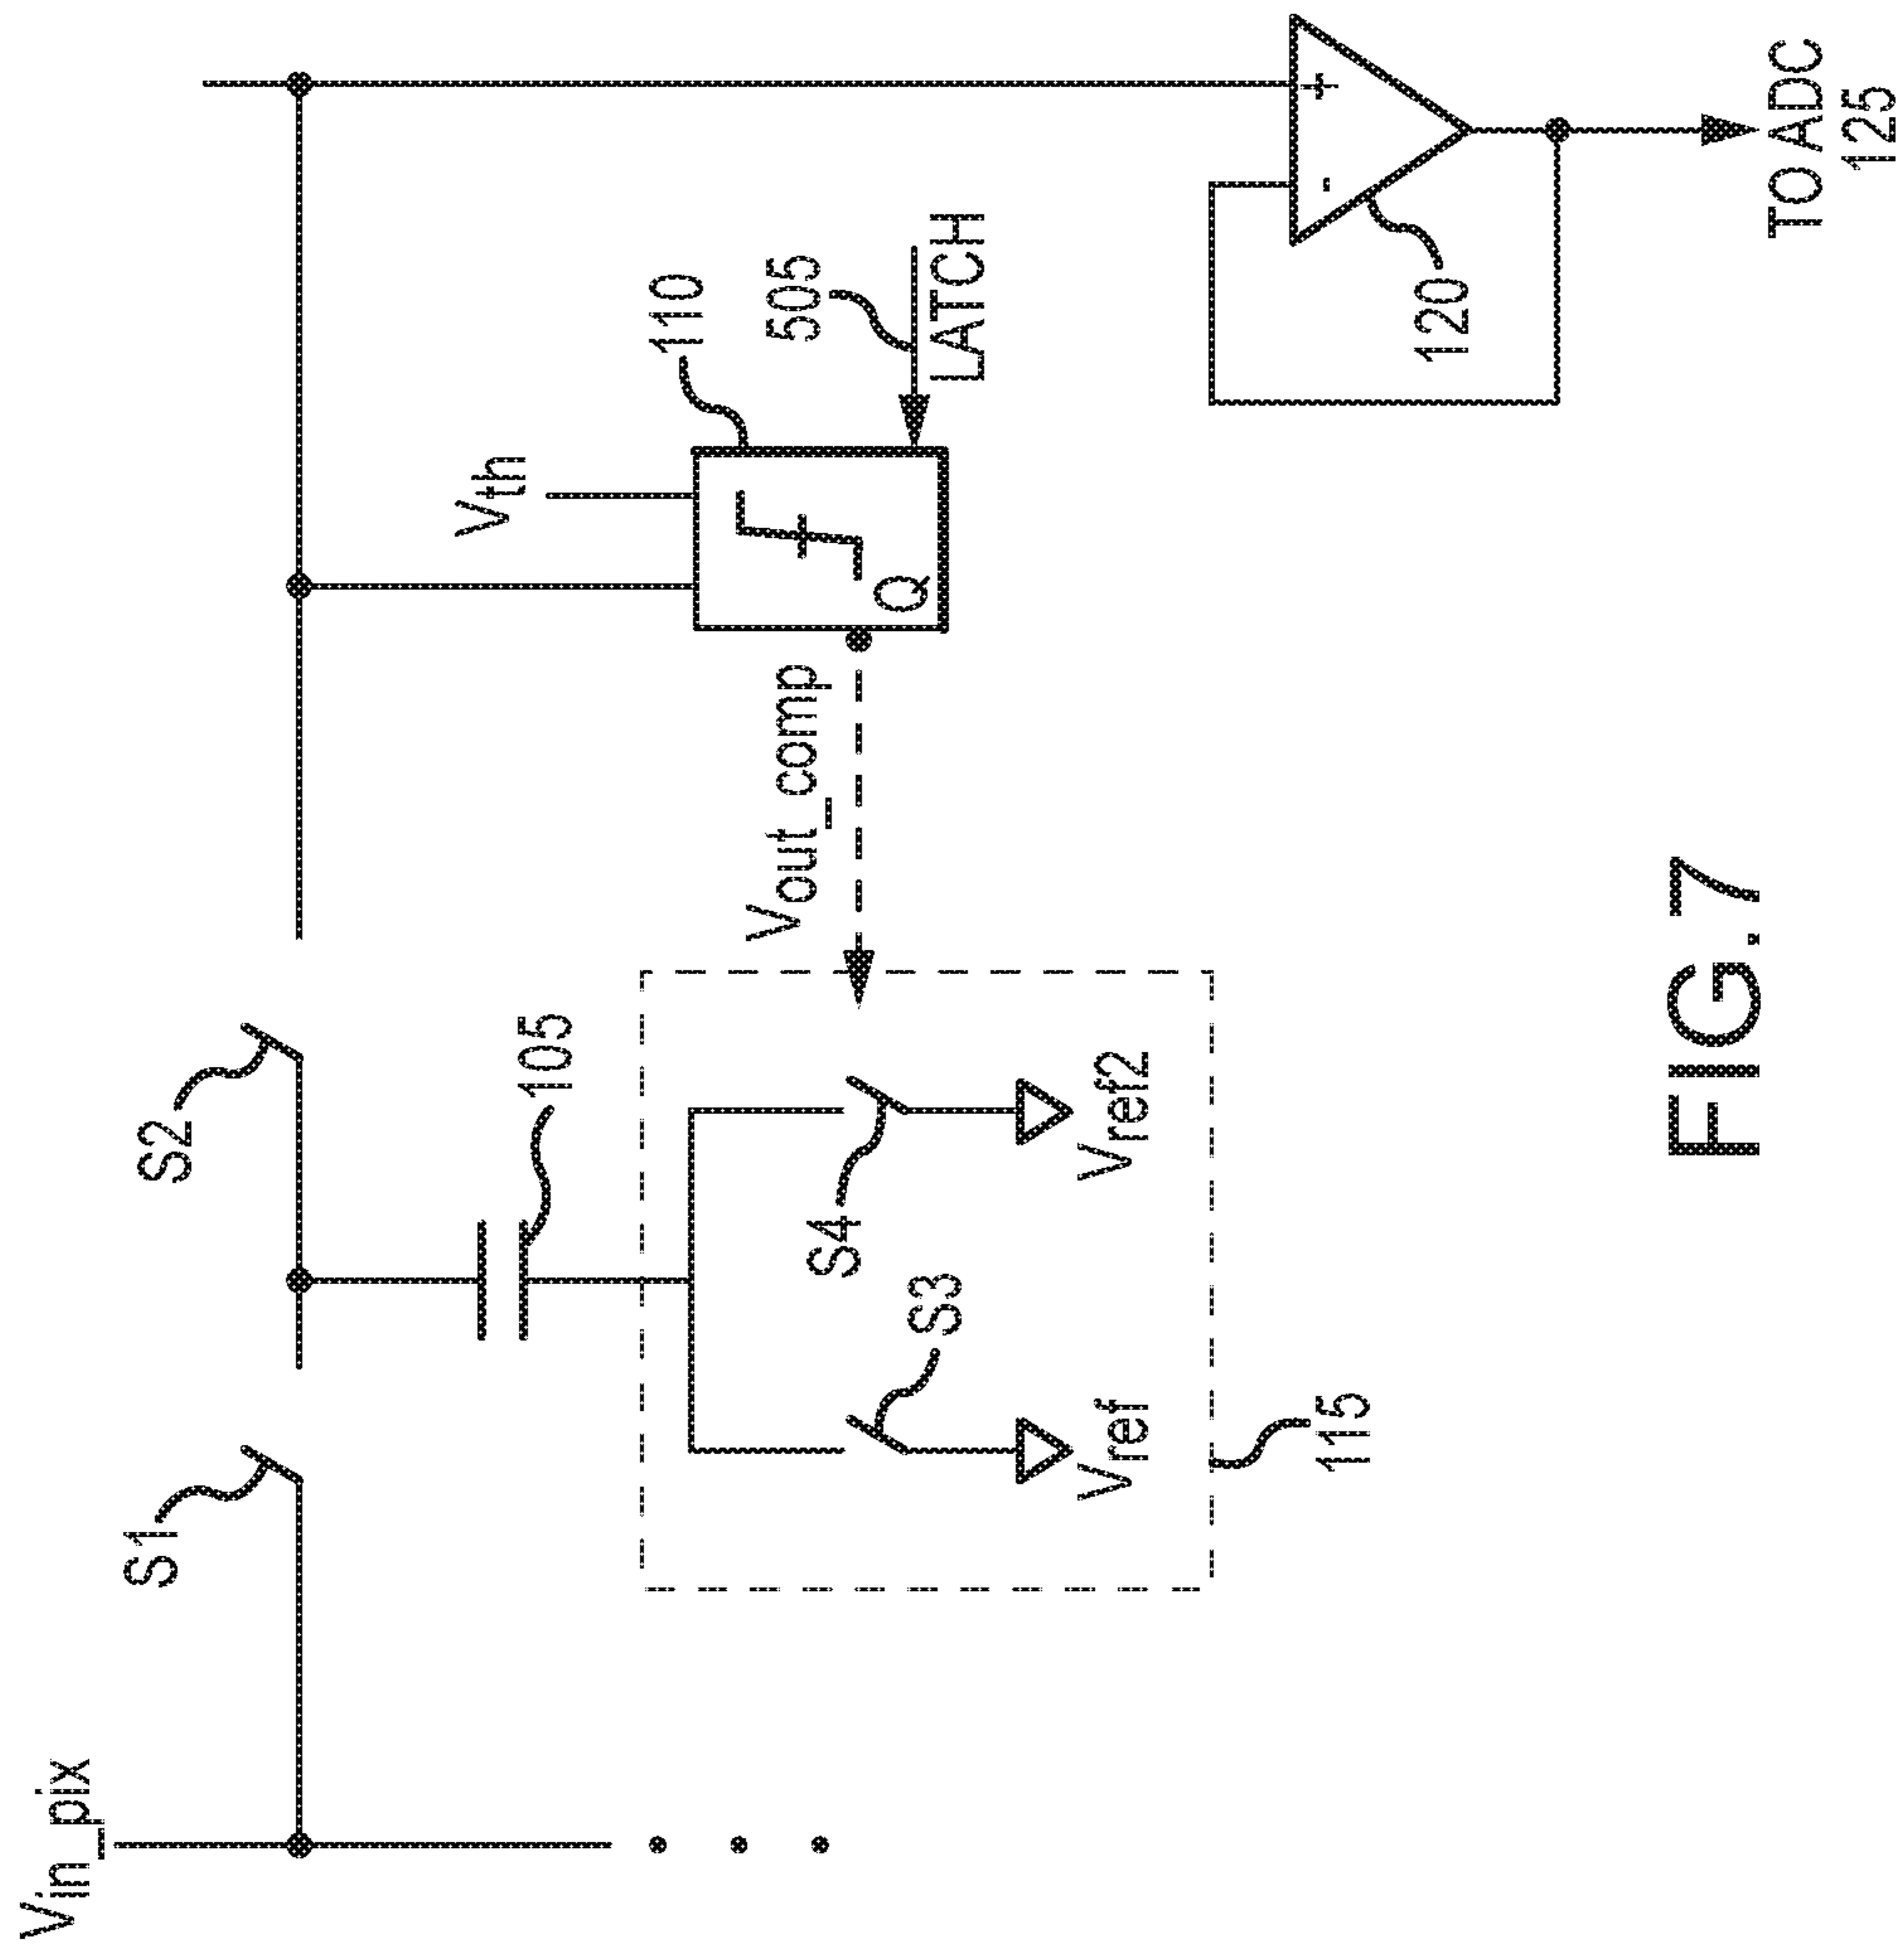 Vin_pix
S1
S2
105
Vth
110
505
LATCH
Q
Vout_comp
S4
S3
Vref
Vref2
115
+
-
120
TO ADC
125
FIG.7